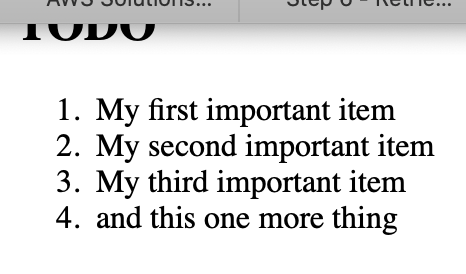 AWS Solutions...
Step 6 - Retrie...
TODO
1. My first important item
2. My second important item
3. My third important item
4. and this one more thing